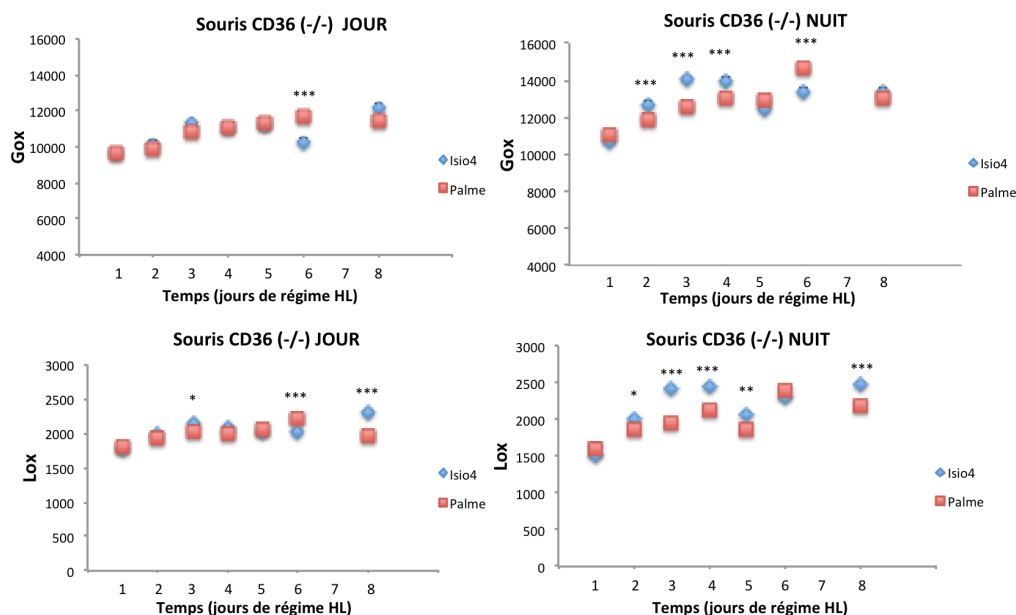 Souris CD36 (-/-) JOUR
16000
14000
***
12000
10000
8000
6000
4000
Gox
1 2 3 4 5 6 7 8
Temps (jours de régime HL)
Isio4
Palme
Souris CD36 (-/-) NUIT
16000
*** *** *** ***
14000
12000
10000
8000
6000
4000
Gox
1 2 3 4 5 6 7 8
Temps (jours de régime HL)
Isio4
Palme
Souris CD36 (-/-) JOUR
3000
2500
* *** ***
2000
1500
1000
500
0
Lox
1 2 3 4 5 6 7 8
Temps (jours de régime HL)
Isio4
Palme
Souris CD36 (-/-) NUIT
3000
* *** *** ** ***
2500
2000
1500
1000
500
0
Lox
1 2 3 4 5 6 7 8
Temps (jours de régime HL)
Isio4
Palme